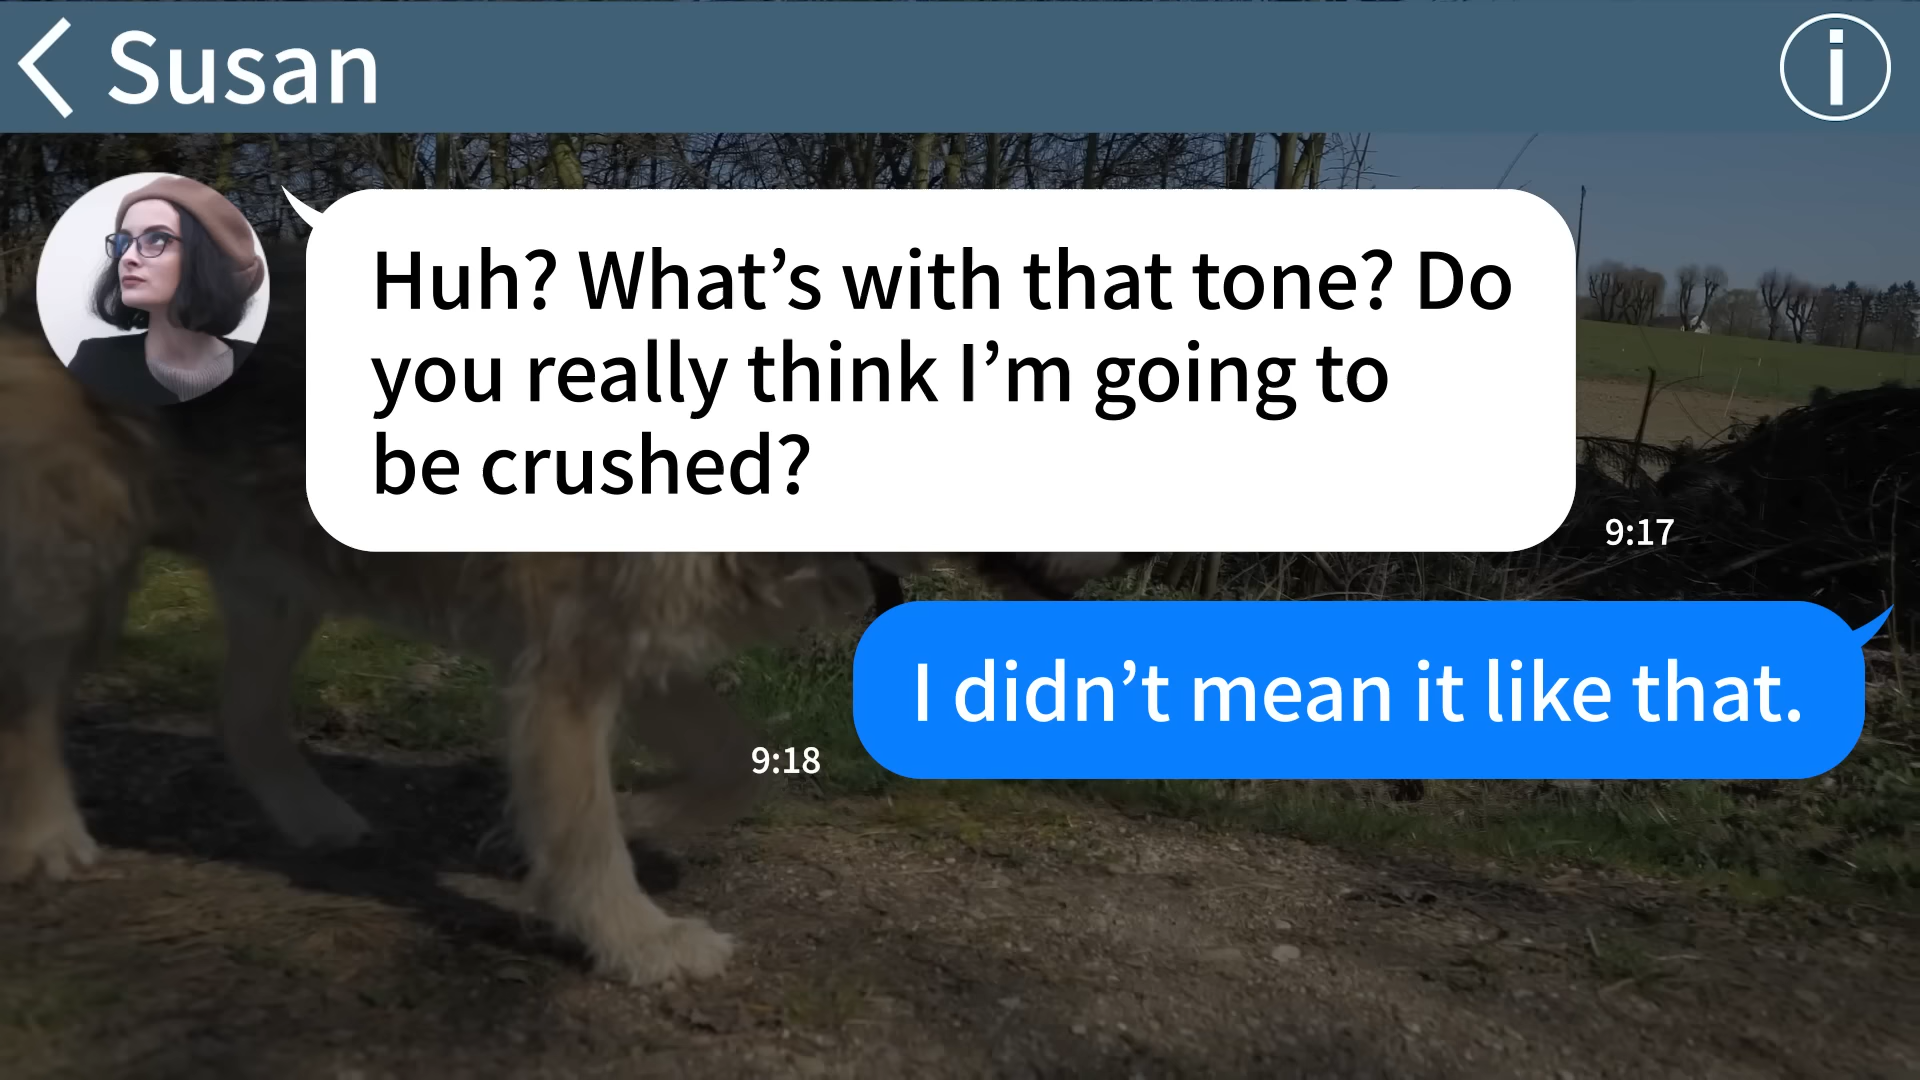 Susan
i
Huh? What’s with that tone? Do
you really think I’m going to
be crushed?
9:17
I didn’t mean it like that.
9:18